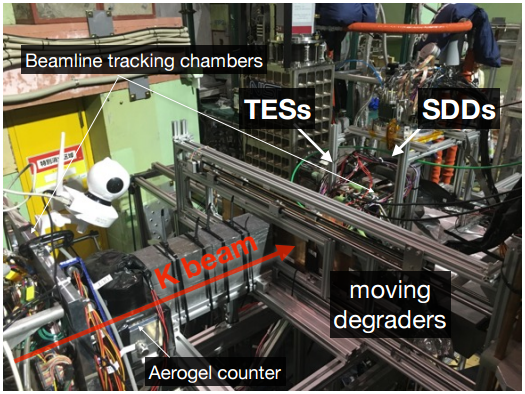 Beamline tracking chambers
TESs
SDDs
K beam
moving
degraders
Aerogel counter